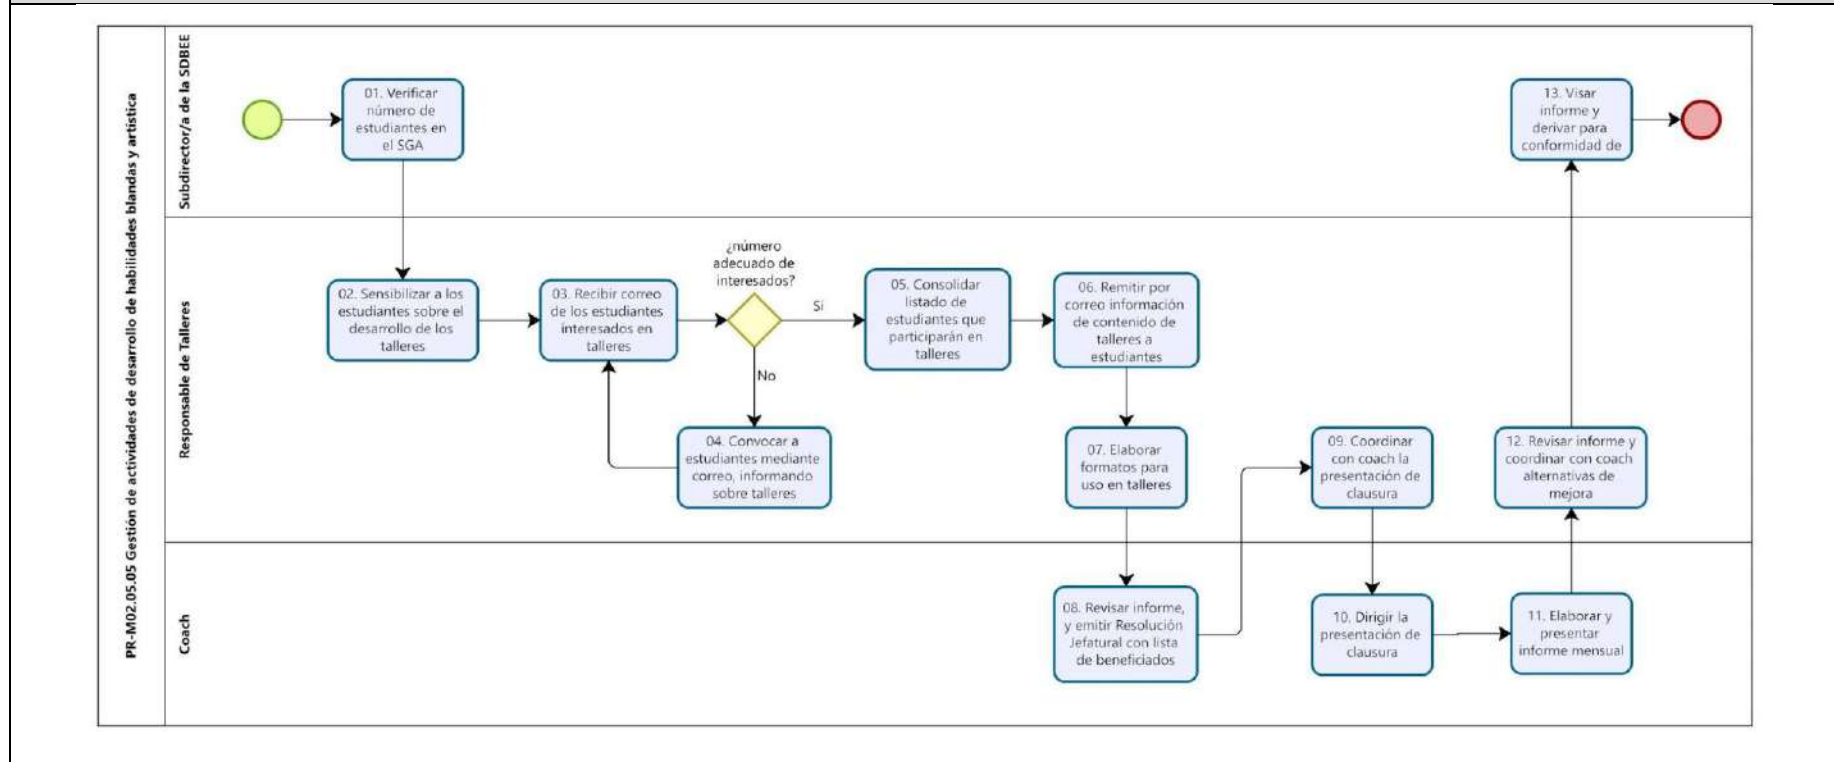 PR-M02.05.05 Gestión de actividades de desarrollo de habilidades blandas y artística
Subdirector/a de la SDBEE
01. Verificar
número de
estudiantes en
el SGA
13. Visar
informe y
derivar para
conformidad de
Responsable de Talleres
02. Sensibilizar a los
estudiantes sobre el
desarrollo de los
talleres
03. Recibir correo
de los estudiantes
interesados en
talleres
¿número
adecuado de
interesados?
Si
No
04. Convocar a
estudiantes mediante
correo, informando
sobre talleres
05. Consolidar
listado de
estudiantes que
participarán en
talleres
06. Remitir por
correo información
de contenido de
talleres a
estudiantes
07. Elaborar
formatos para
uso en talleres
09. Coordinar
con coach la
presentación de
clausura
12. Revisar informe y
coordinar con coach
alternativas de
mejora
Coach
08. Revisar informe,
y emitir Resolución
Jefatural con lista
de beneficiados
10. Dirigir la
presentación de
clausura
11. Elaborar y
presentar
informe mensual